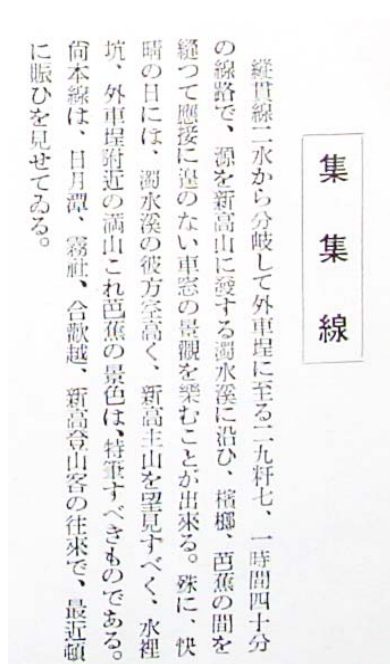 集集線
縱貫線二水から分岐して外車埕に至る二九粁七、一時間四十分
の線路で、源を新高山に發する濁水溪に沿ひ、檳榔、芭蕉の間を
縫つて應接に遑のない車窓の景觀を樂むことが出來る。殊に、快
晴の日には、濁水溪の彼方空高く、新高主山を望見すべく、水裡
坑、外車埕附近の滿山これ芭蕉の景色は、特筆すべきものである。
尙本線は、日月潭、霧社、合歡越、新高登山客の往來で、最近頓
に賑ひを見せてゐる。